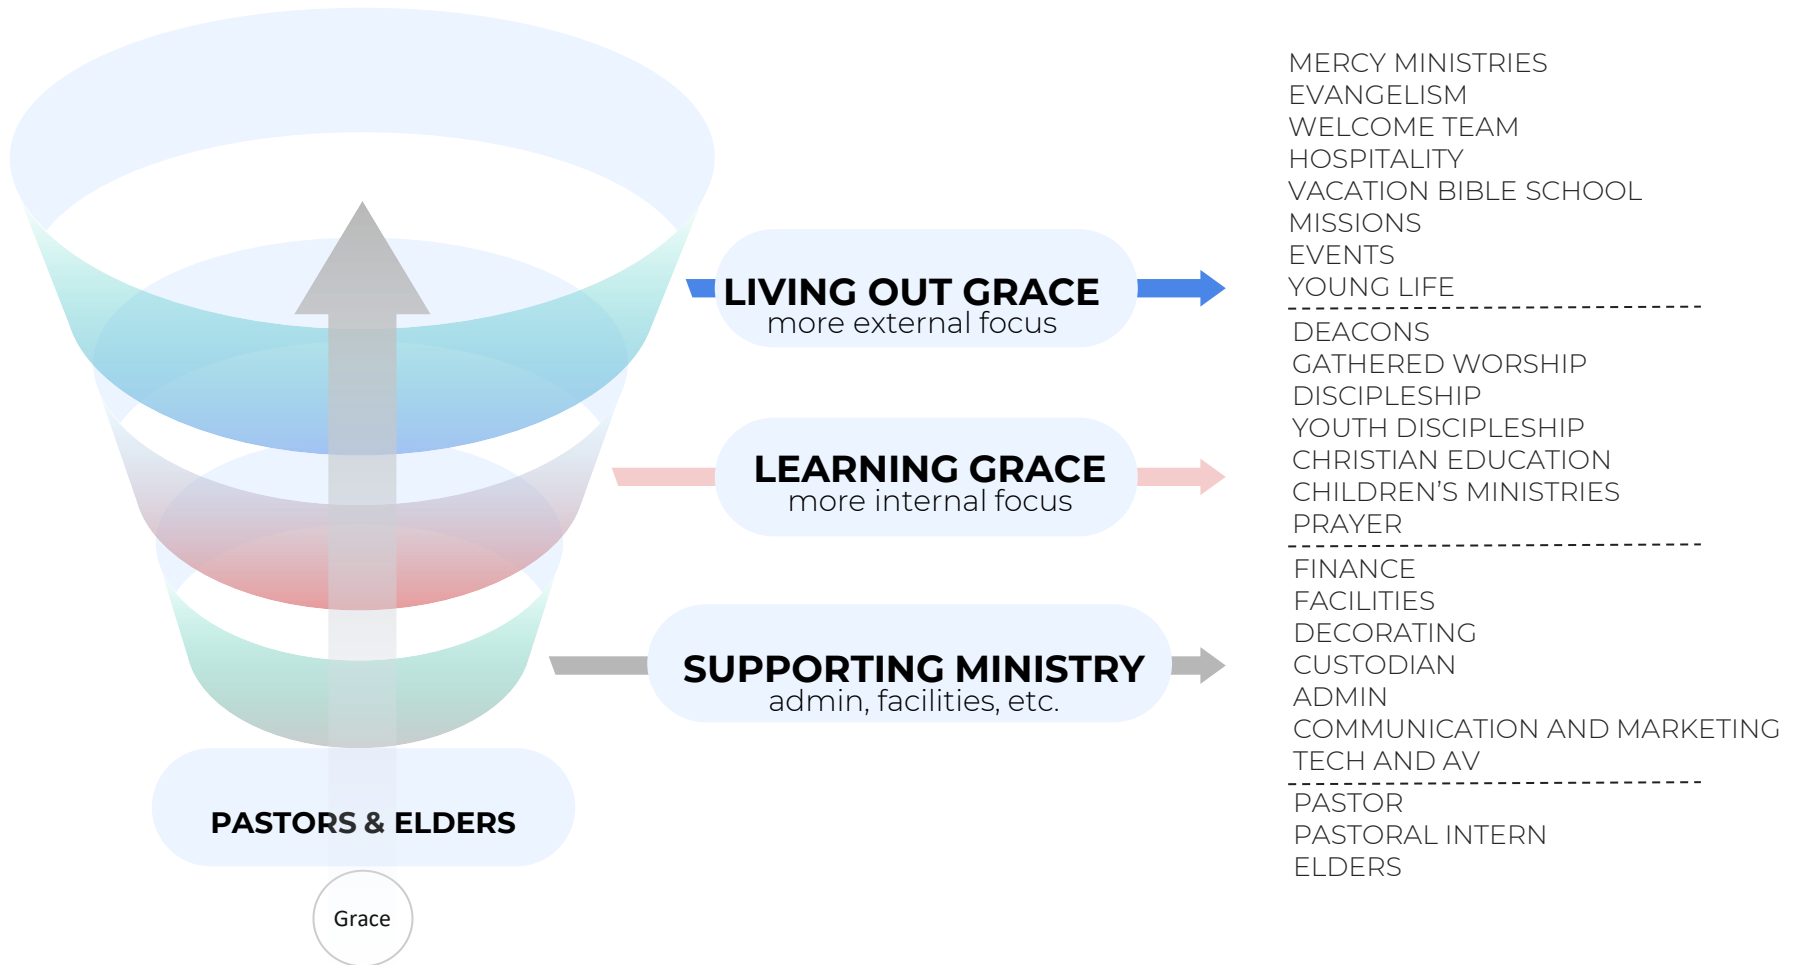 LIVING OUT GRACE
more external focus
LEARNING GRACE
more internal focus
SUPPORTING MINISTRY
admin, facilities, etc.
PASTORS & ELDERS
Grace
MERCY MINISTRIES
EVANGELISM
WELCOME TEAM
HOSPITALITY
VACATION BIBLE SCHOOL
MISSIONS
EVENTS
YOUNG LIFE
DEACONS
GATHERED WORSHIP
DISCIPLESHIP
YOUTH DISCIPLESHIP
CHRISTIAN EDUCATION
CHILDREN’S MINISTRIES
PRAYER
FINANCE
FACILITIES
DECORATING
CUSTODIAN
ADMIN
COMMUNICATION AND MARKETING
TECH AND AV
PASTOR
PASTORAL INTERN
ELDERS